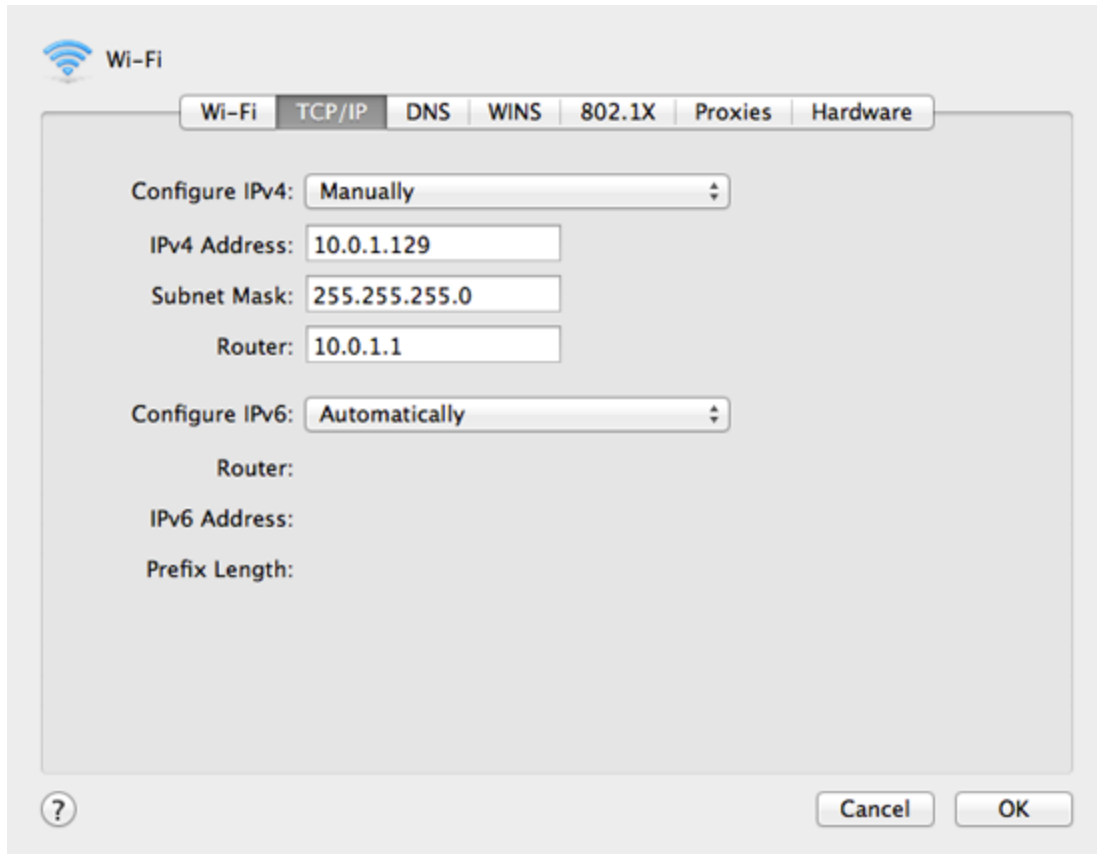 Wi-Fi
Wi-Fi TCP/IP DNS WINS 802.1X Proxies Hardware
Configure IPv4: Manually
IPv4 Address: 10.0.1.129
Subnet Mask: 255.255.255.0
Router: 10.0.1.1
Configure IPv6: Automatically
Router:
IPv6 Address:
Prefix Length:
? Cancel OK